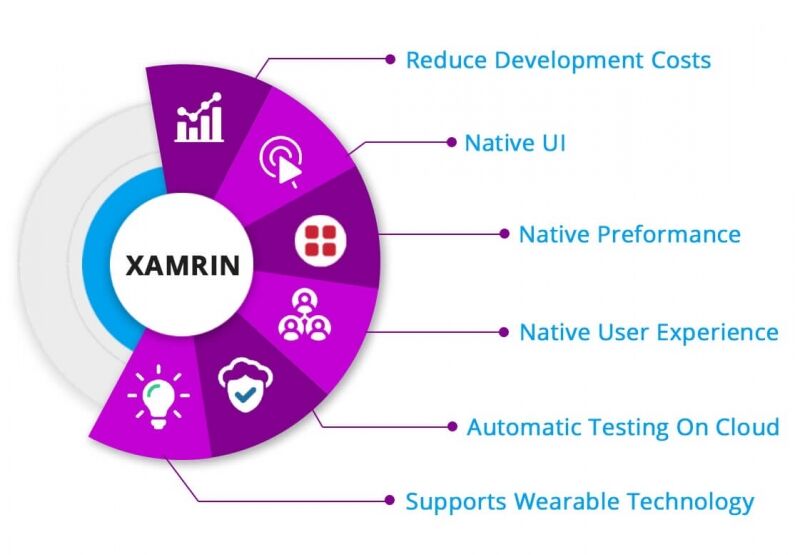 Reduce Development Costs
Native UI
Native Preformance
XAMRIN
Native User Experience
Automatic Testing On Cloud
Supports Wearable Technology